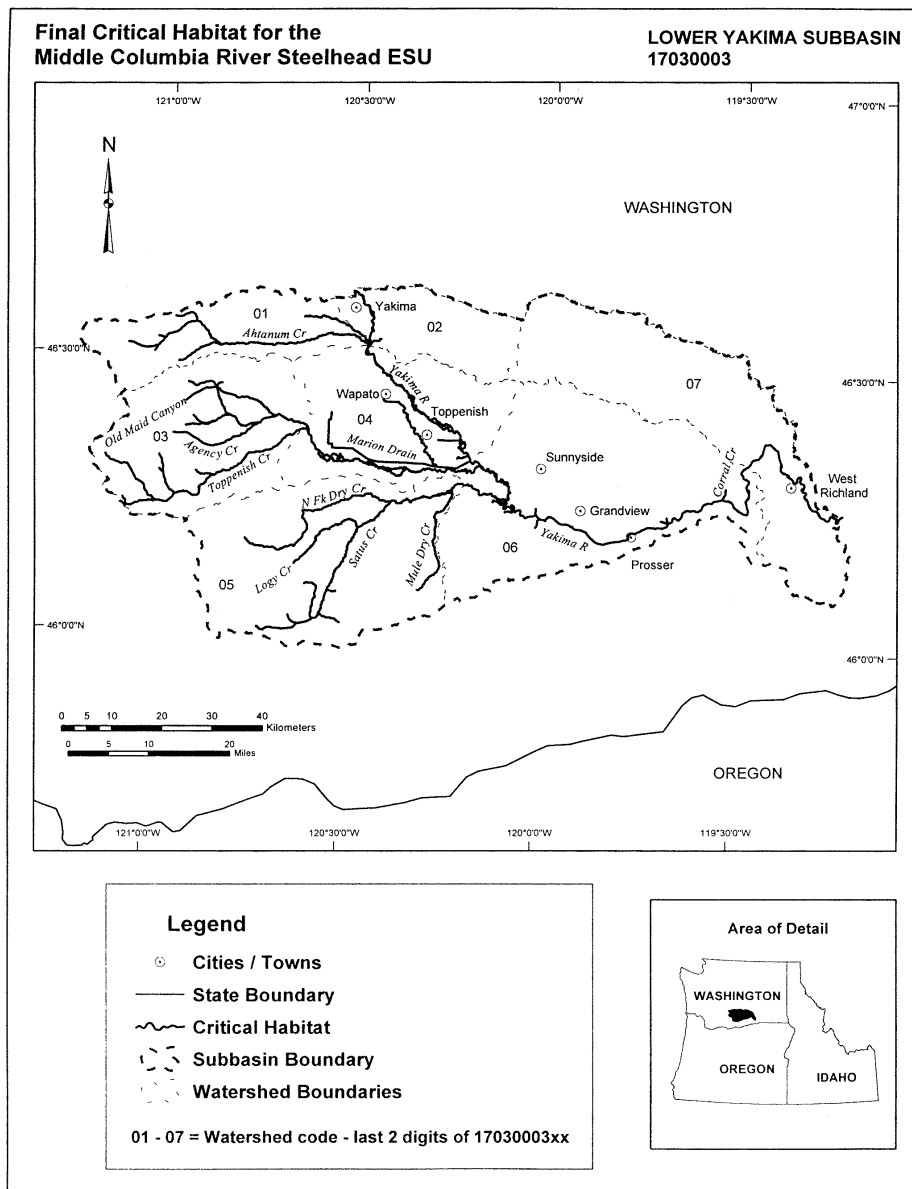 Final Critical Habitat for the
Middle Columbia River Steelhead ESU
LOWER YAKIMA SUBBASIN
17030003
121°0'0"W
120°30'0"W
120°0'0"W
119°30'0"W
47°0'0"N
N
WASHINGTON
01
Yakima
02
Ahtanum Cr
46°30'0"N
46°30'0"N
07
Yakima R
Wapato
Toppenish
Old Maid Canyon
04
03
Agency Cr
Marion Drain
Toppenish Cr
Sunnyside
Corral Cr
West
Richland
N Fk Dry Cr
Grandview
Satus Cr
Mule Dry Cr
Yakima R
06
Prosser
Logy Cr
05
46°0'0"N
46°0'0"N
0 5 10 20 30 40
Kilometers
0 5 10 20
Miles
OREGON
121°0'0"W
120°30'0"W
120°0'0"W
119°30'0"W
Legend
Cities / Towns
State Boundary
Critical Habitat
Subbasin Boundary
Watershed Boundaries
01 - 07 = Watershed code - last 2 digits of 17030003xx
Area of Detail
WASHINGTON
OREGON
IDAHO